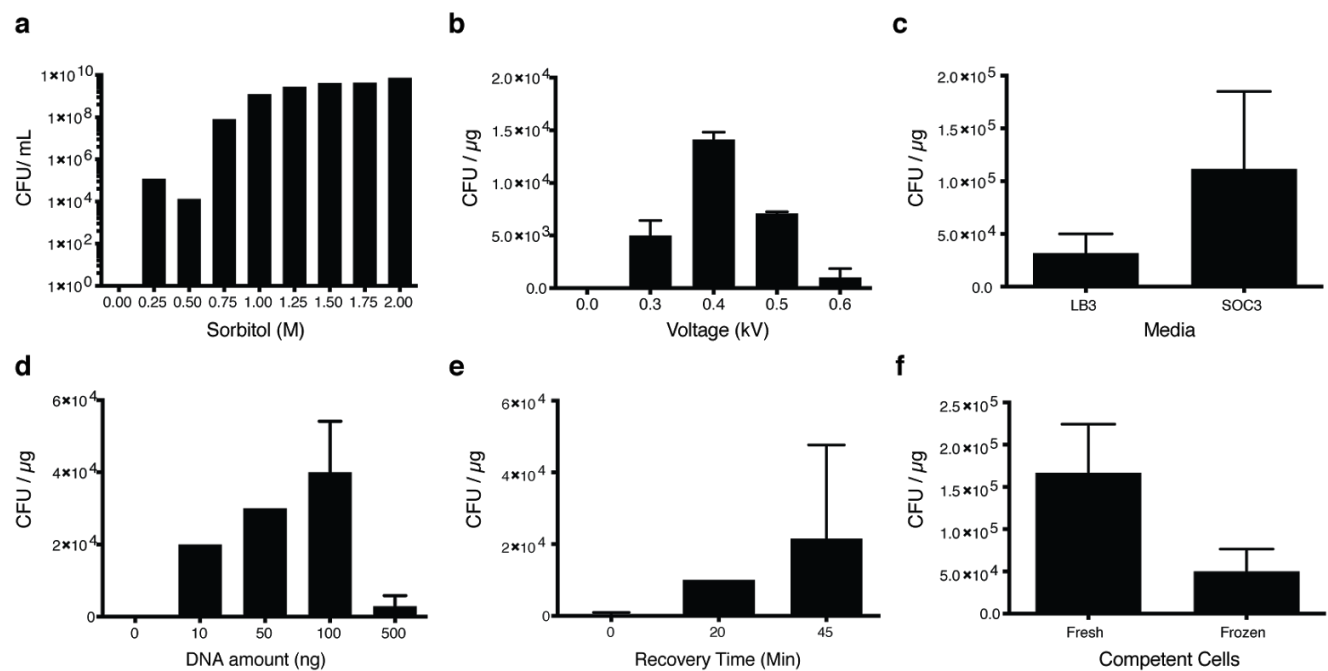 a
1×10^10
1×10^8
1×10^6
1×10^4
1×10^2
1×10^0
CFU/ mL
0.00 0.25 0.50 0.75 1.00 1.25 1.50 1.75 2.00
Sorbitol (M)
b
2.0×10^4
1.5×10^4
1.0×10^4
5.0×10^3
0.0
CFU / µg
0.0 0.3 0.4 0.5 0.6
Voltage (kV)
c
2.0×10^5
1.5×10^5
1.0×10^5
5.0×10^4
0.0
CFU / µg
LB3 SOC3
Media
d
6×10^4
4×10^4
2×10^4
0
CFU / µg
0 10 50 100 500
DNA amount (ng)
e
6×10^4
4×10^4
2×10^4
0
CFU / µg
0 20 45
Recovery Time (Min)
f
2.5×10^5
2.0×10^5
1.5×10^5
1.0×10^5
5.0×10^4
0.0
CFU / µg
Fresh Frozen
Competent Cells